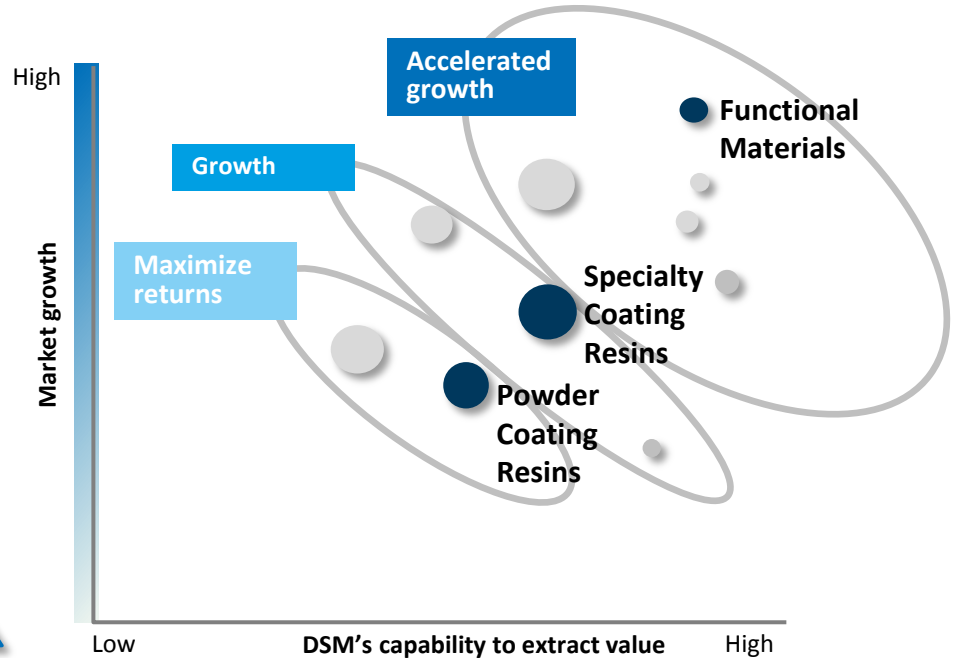 High
Accelerated
growth
Functional
Materials
Growth
Maximize
returns
Specialty
Coating
Resins
Market growth
Powder
Coating
Resins
Low
DSM's capability to extract value
High